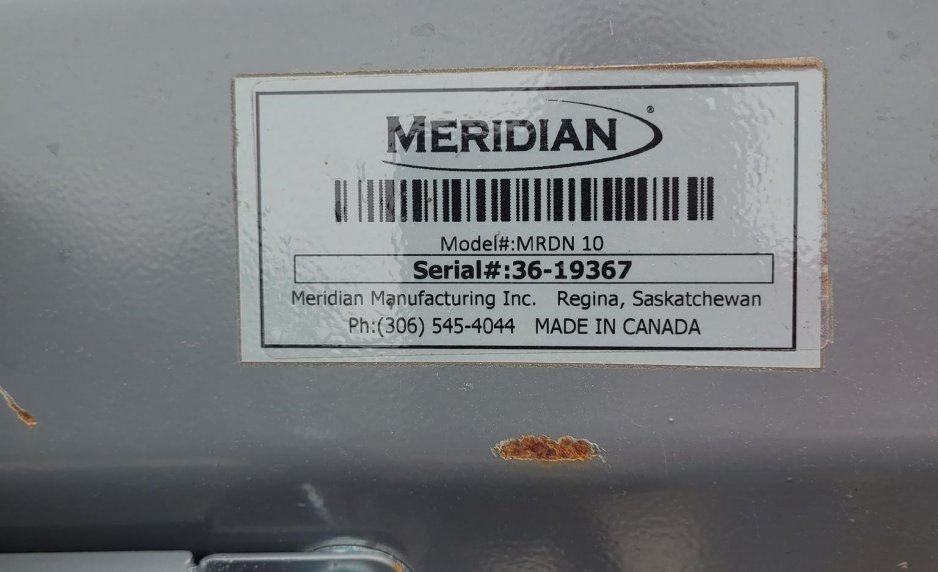 MERIDIAN®
Model#:MRDN 10
Serial#:36-19367
Meridian Manufacturing Inc. Regina, Saskatchewan
Ph:(306) 545-4044 MADE IN CANADA